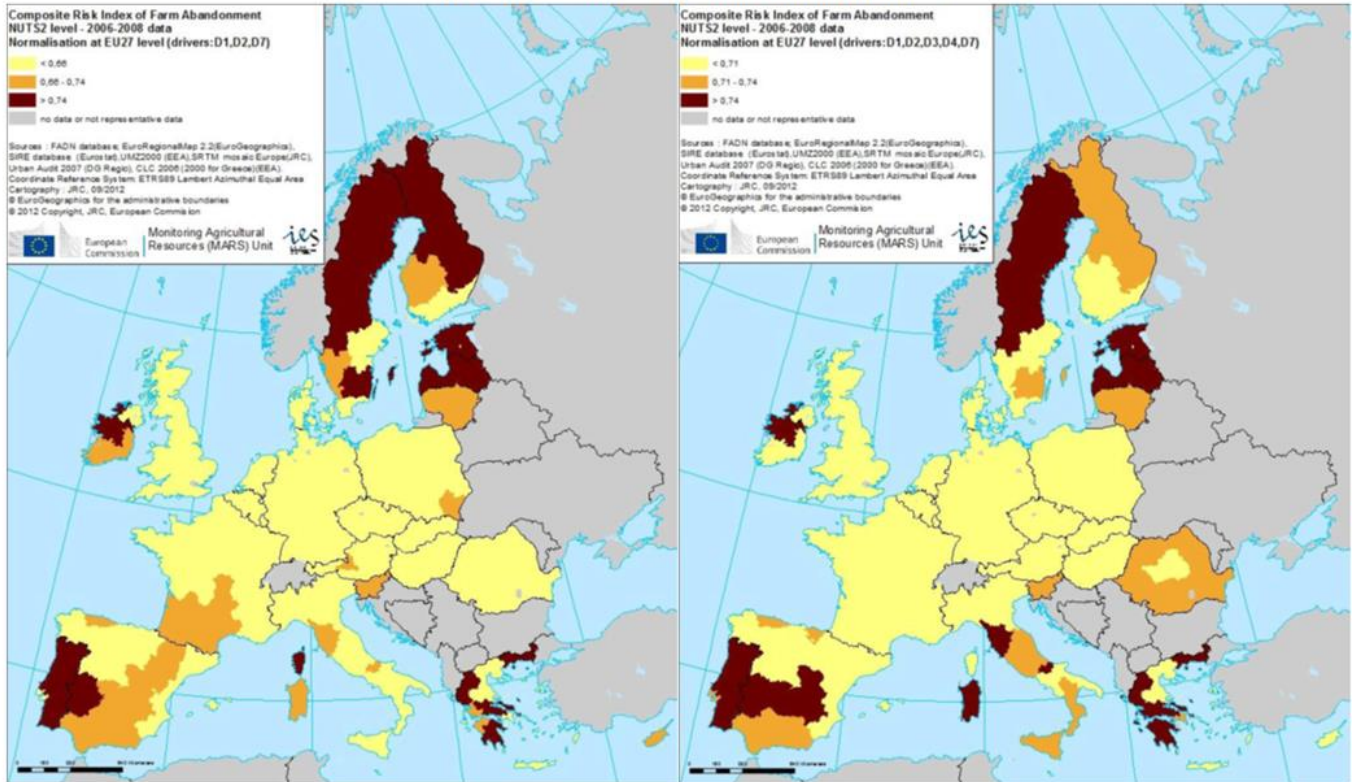 Composite Risk Index of Farm Abandonment
NUTS2 level - 2006-2008 data
Normalisation at EU27 level (drivers:D1,D2,D7)
< 0,66
0,66 - 0,74
> 0,74
no data or not representative data
Sources : FADN database, EuroRegionalMap 2.2(EuroGeographics),
SIRE database (Eurostat),UMZ2000 (EEA),SRTM mosaic Europe(JRC),
Urban Audit 2007 (DG Regio), CLC 2006 (2000 for Greece)(EEA)
Coordinate Reference System: ETRS89 Lambert Azimuthal Equal Area
Cartography : JRC, 09/2012
© EuroGeographics for the administrative boundaries
© 2012 Copyright, JRC, European Commision
European
Commission
Monitoring Agricultural
Resources (MARS) Unit
ies
Composite Risk Index of Farm Abandonment
NUTS2 level - 2006-2008 data
Normalisation at EU27 level (drivers:D1,D2,D3,D4,D7)
< 0,71
0,71 - 0,74
> 0,74
no data or not representative data
Sources : FADN database, EuroRegionalMap 2.2(EuroGeographics),
SIRE database (Eurostat),UMZ2000 (EEA),SRTM mosaic Europe(JRC),
Urban Audit 2007 (DG Regio), CLC 2006 (2000 for Greece)(EEA)
Coordinate Reference System: ETRS89 Lambert Azimuthal Equal Area
Cartography : JRC, 09/2012
© EuroGeographics for the administrative boundaries
© 2012 Copyright, JRC, European Commision
European
Commission
Monitoring Agricultural
Resources (MARS) Unit
ies